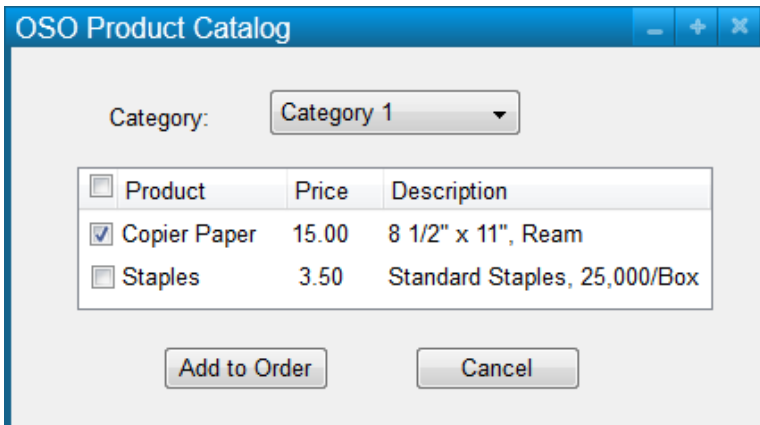 OSO Product Catalog
Category: Category 1
Product Price Description
Copier Paper 15.00 8 1/2" x 11", Ream
Staples 3.50 Standard Staples, 25,000/Box
Add to Order Cancel